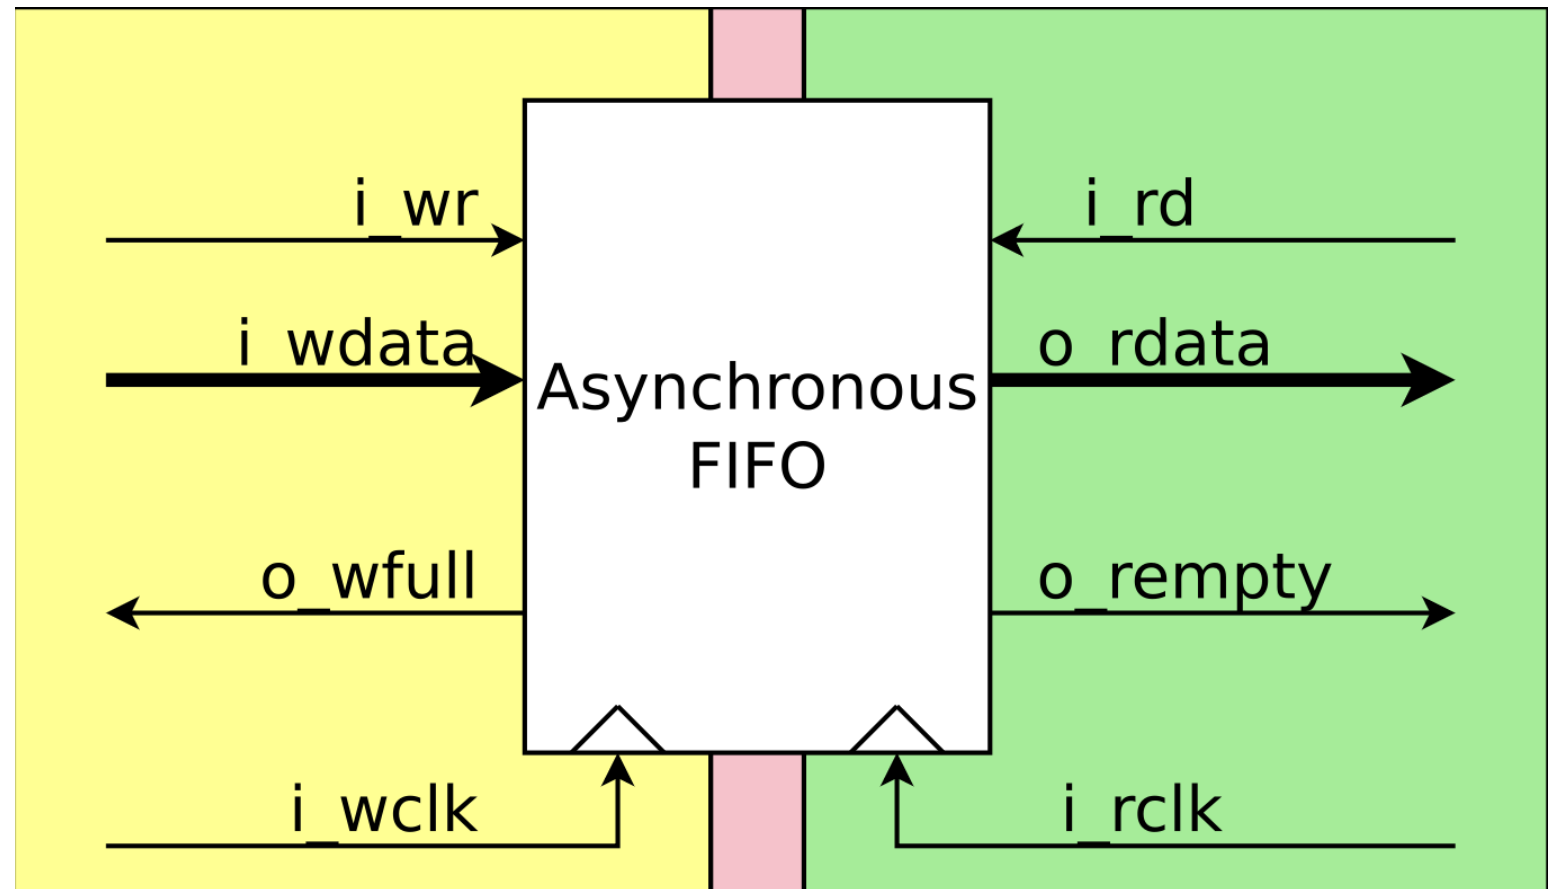 i_wr
i_rd
i_wdata
o_rdata
Asynchronous
FIFO
o_wfull
o_rempty
i_wclk
i_rclk